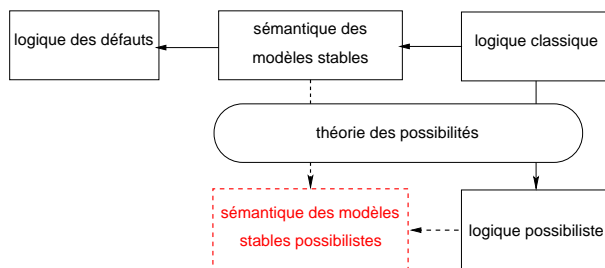 logique des défauts
sémantique des
modèles stables
logique classique
théorie des possibilités
sémantique des modèles
stables possibilistes
logique possibiliste